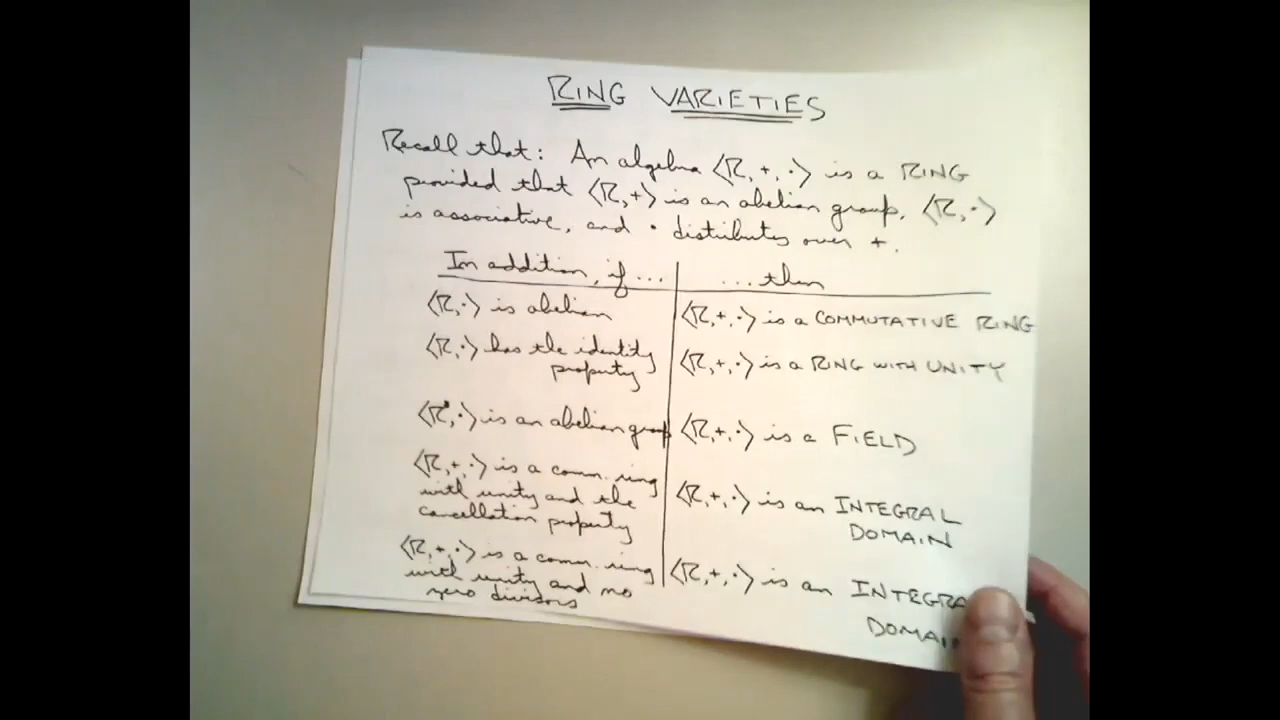 RING VARIETIES
Recall that: An algebra ⟨R, +, ·⟩ is a RING
provided that ⟨R, +⟩ is an abelian group, ⟨R, ·⟩
is associative, and · distributes over +.
In addition, if ... ... then
⟨R, ·⟩ is abelian ⟨R, +, ·⟩ is a COMMUTATIVE RING
⟨R, ·⟩ has the identity ⟨R, +, ·⟩ is a RING WITH UNITY
property
⟨R*, ·⟩ is an abelian group ⟨R, +, ·⟩ is a FIELD
⟨R, +, ·⟩ is a comm. ring ⟨R, +, ·⟩ is an INTEGRAL
with unity and the DOMAIN
cancellation property
⟨R, +, ·⟩ is a comm. ring ⟨R, +, ·⟩ is an INTEGRA
with unity and no DOMAIN
zero divisors